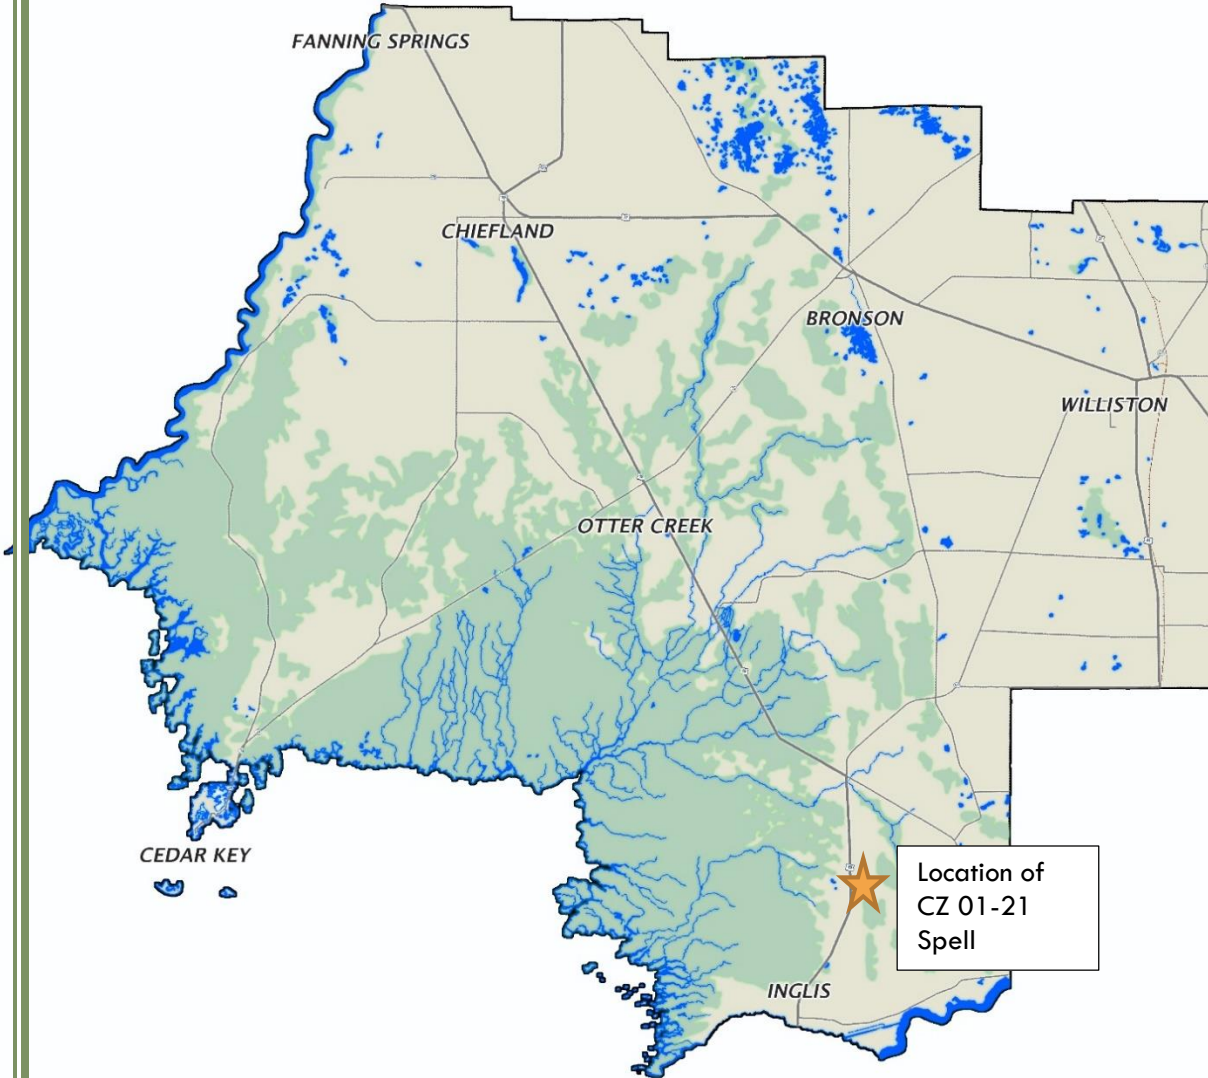 FANNING SPRINGS
CHIEFLAND
BRONSON
WILLISTON
OTTER CREEK
CEDAR KEY
Location of
CZ 01-21
Spell
INGLIS